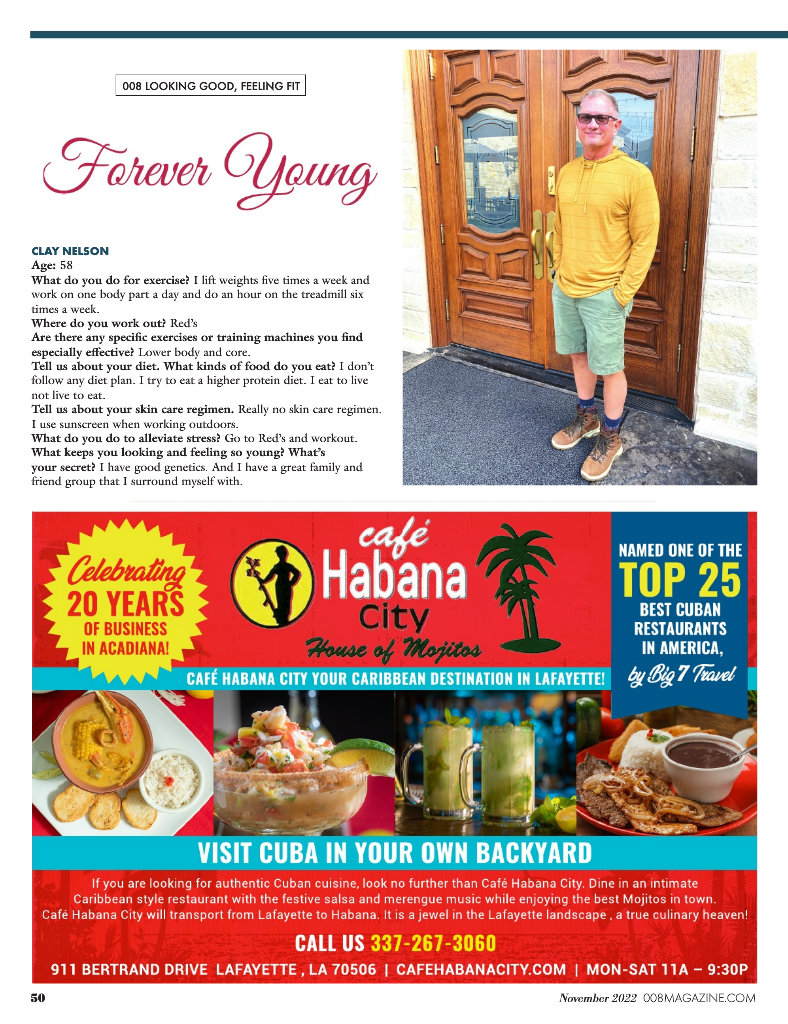 008 LOOKING GOOD, FEELING FIT
Forever Young
CLAY NELSON
Age: 58
What do you do for exercise? I lift weights five times a week and
work on one body part a day and do an hour on the treadmill six
times a week.
Where do you work out? Red's
Are there any specific exercises or training machines you find
especially effective? Lower body and core.
Tell us about your diet. What kinds of food do you eat? I don't
follow any diet plan. I try to eat a higher protein diet. I eat to live
not live to eat.
Tell us about your skin care regimen. Really no skin care regimen.
I use sunscreen when working outdoors.
What do you do to alleviate stress? Go to Red's and workout.
What keeps you looking and feeling so young? What's
your secret? I have good genetics. And I have a great family and
friend group that I surround myself with.
Celebrating
20 YEARS
OF BUSINESS
IN ACADIANA!
café
Habana
City
House of Mojitos
NAMED ONE OF THE
TOP 25
BEST CUBAN
RESTAURANTS
IN AMERICA,
by Big 7 Travel
CAFÉ HABANA CITY YOUR CARIBBEAN DESTINATION IN LAFAYETTE!
VISIT CUBA IN YOUR OWN BACKYARD
If you are looking for authentic Cuban cuisine, look no further than Café Habana City. Dine in an intimate
Caribbean style restaurant with the festive salsa and merengue music while enjoying the best Mojitos in town.
Café Habana City will transport from Lafayette to Habana. It is a jewel in the Lafayette landscape , a true culinary heaven!
CALL US 337-267-3060
911 BERTRAND DRIVE LAFAYETTE , LA 70506 | CAFEHABANACITY.COM | MON-SAT 11A – 9:30P
50
November 2022 008MAGAZINE.COM